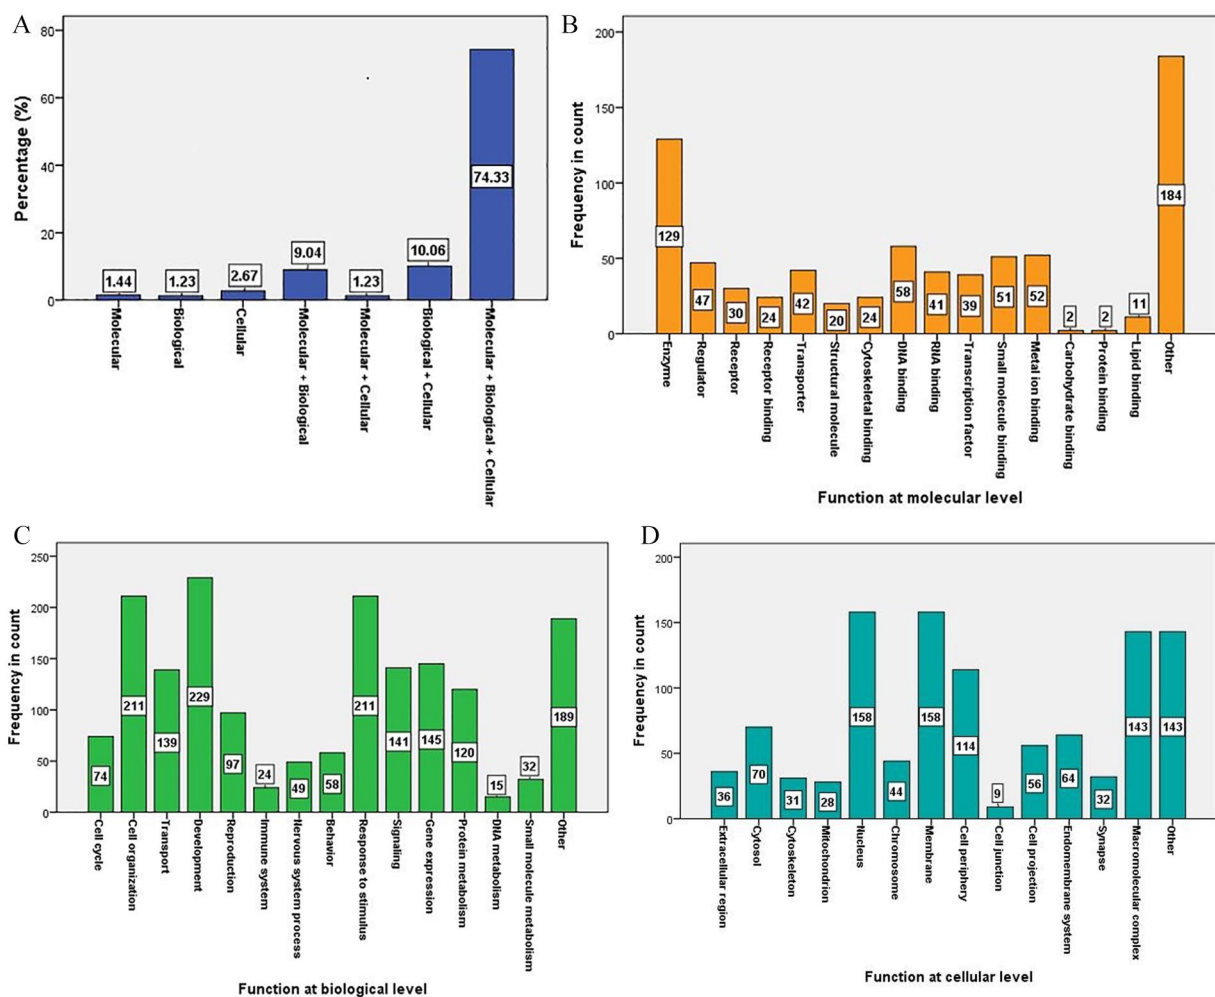 A
Percentage (%)
80
60
40
20
0
1.44
1.23
2.67
9.04
1.23
10.06
74.33
Molecular
Biological
Cellular
Molecular + Biological
Molecular + Cellular
Biological + Cellular
Molecular + Biological + Cellular
B
Frequency in count
200
150
100
50
0
129
47
30
24
42
20
24
58
41
39
51
52
2
2
11
184
Enzyme
Regulator
Receptor
Receptor binding
Transporter
Structural molecule
Cytoskeletal binding
DNA binding
RNA binding
Transcription factor
Small molecule binding
Metal ion binding
Carbohydrate binding
Protein binding
Lipid binding
Other
Function at molecular level
C
Frequency in count
250
200
150
100
50
0
74
211
139
229
97
24
49
58
211
141
145
120
15
32
189
Cell cycle
Cell organization
Transport
Development
Reproduction
Immune system
Nervous system process
Behavior
Response to stimulus
Signaling
Gene expression
Protein metabolism
DNA metabolism
Small molecule metabolism
Other
Function at biological level
D
Frequency in count
200
150
100
50
0
36
70
31
28
158
44
158
114
9
56
64
32
143
143
Extracellular region
Cytosol
Cytoskeleton
Mitochondrion
Nucleus
Chromosome
Membrane
Cell periphery
Cell junction
Cell projection
Endomembrane system
Synapse
Macromolecular complex
Other
Function at cellular level